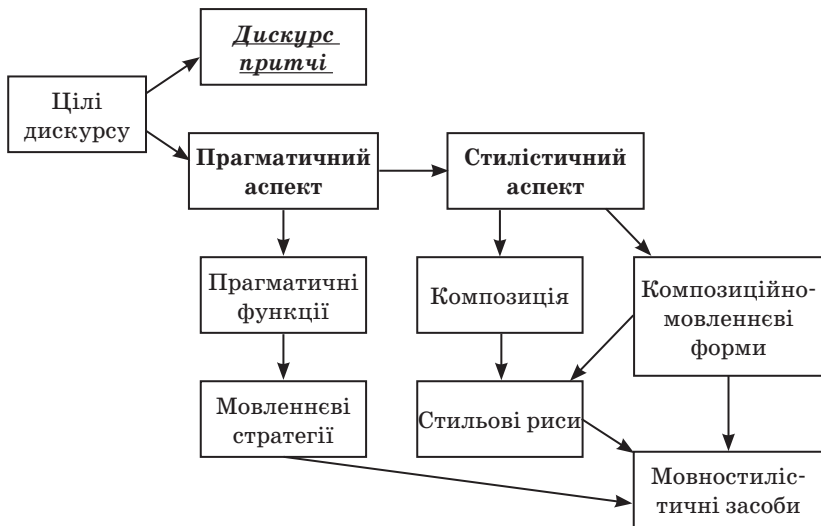 Дискурс
притчі
Цілі
дискурсу
Прагматичний
аспект
Стилістичний
аспект
Прагматичні
функції
Композиція
Композиційно-
мовленнєві
форми
Мовленнєві
стратегії
Стильові риси
Мовностиліс-
тичні засоби